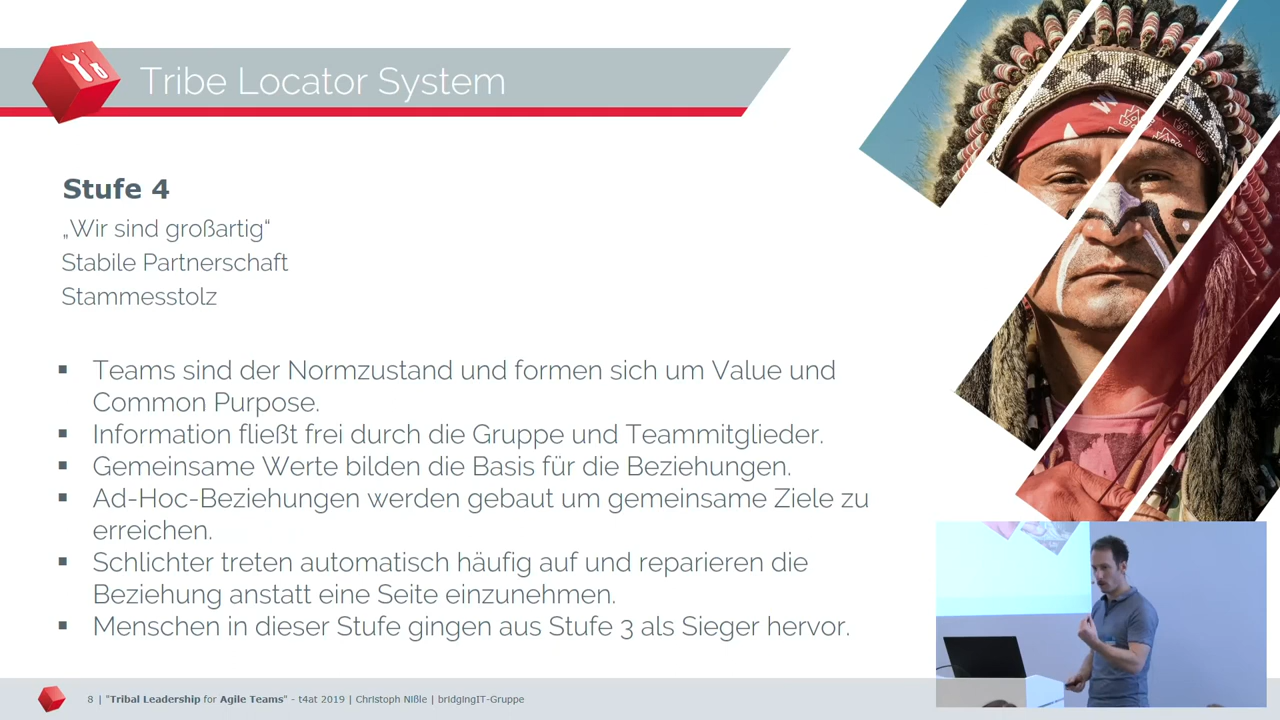 Tribe Locator System
Stufe 4
„Wir sind großartig“
Stabile Partnerschaft
Stammesstolz
▪ Teams sind der Normzustand und formen sich um Value und
Common Purpose.
▪ Information fließt frei durch die Gruppe und Teammitglieder.
▪ Gemeinsame Werte bilden die Basis für die Beziehungen.
▪ Ad-Hoc-Beziehungen werden gebaut um gemeinsame Ziele zu
erreichen.
▪ Schlichter treten automatisch häufig auf und reparieren die
Beziehung anstatt eine Seite einzunehmen.
▪ Menschen in dieser Stufe gingen aus Stufe 3 als Sieger hervor.
8 | "Tribal Leadership for Agile Teams" - t4at 2019 | Christoph Nißle | bridgingIT-Gruppe